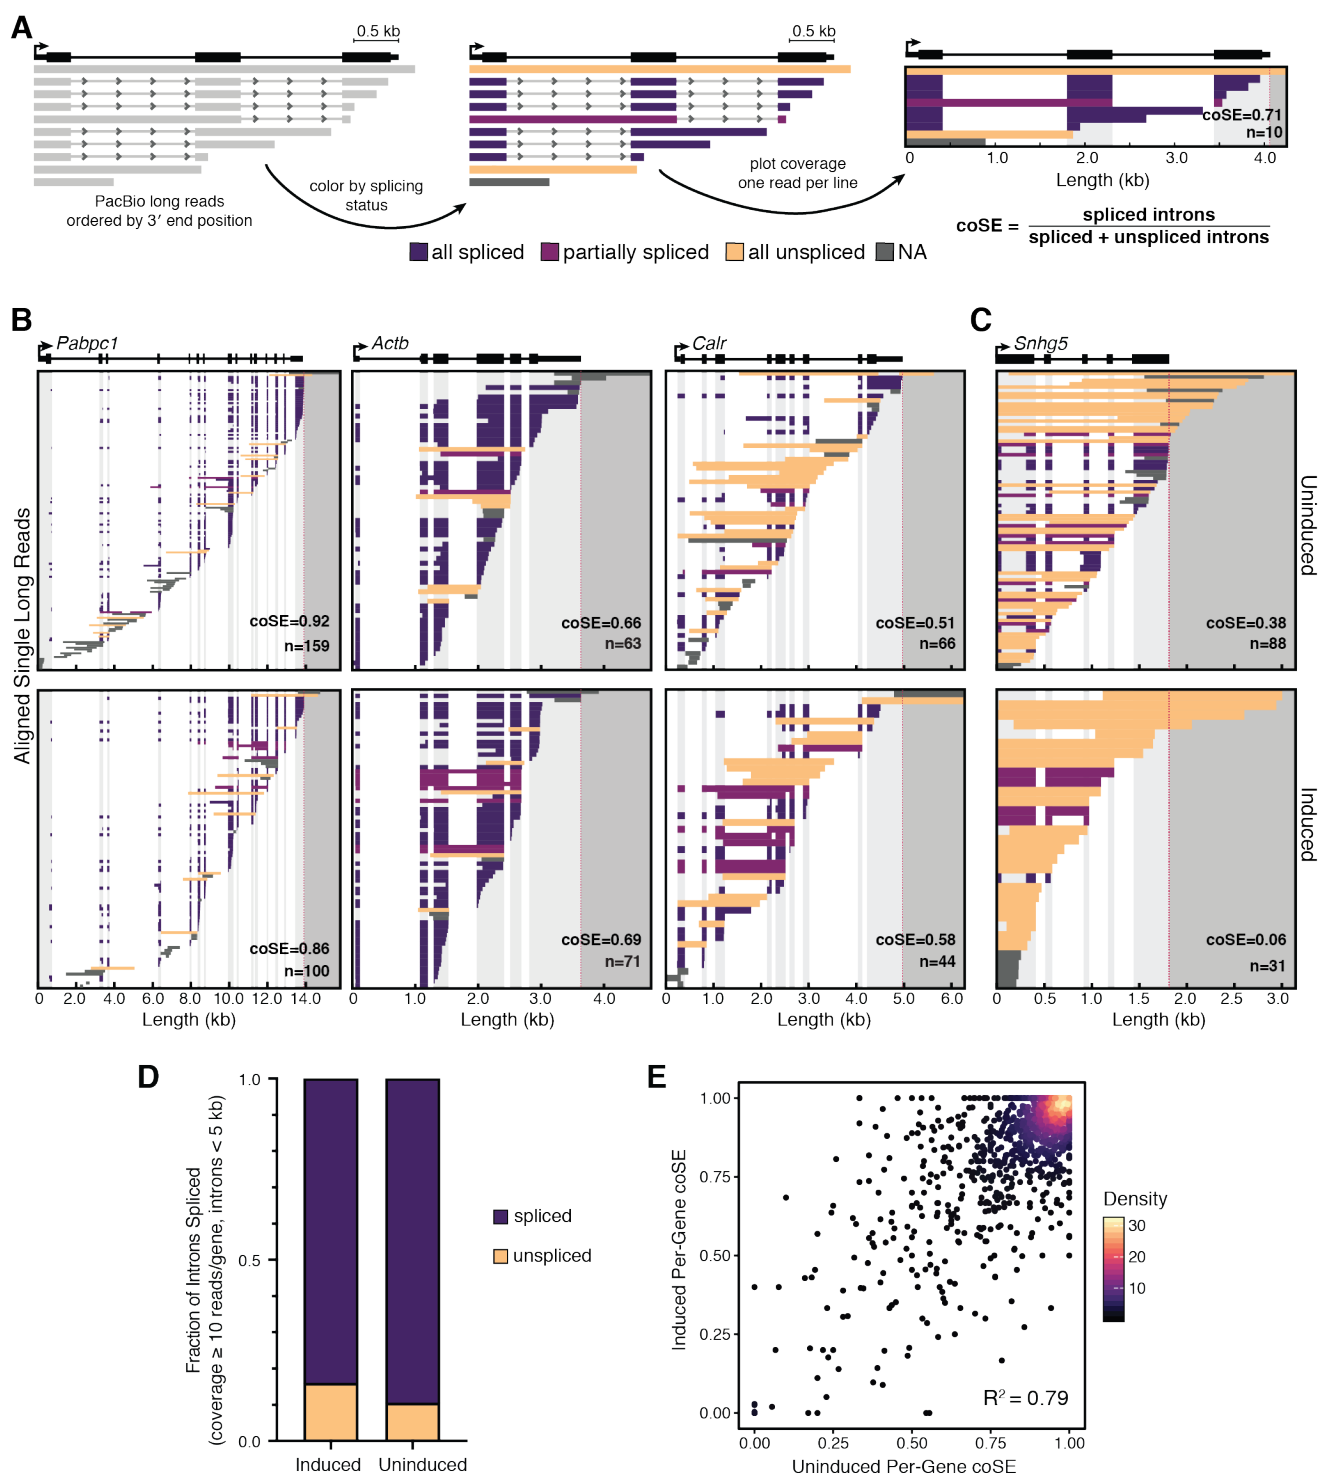 A
0.5 kb
0.5 kb
PacBio long reads
ordered by 3′ end position
color by splicing
status
plot coverage
one read per line
coSE=0.71
n=10
0 1.0 2.0 3.0 4.0
Length (kb)
coSE = spliced introns
spliced + unspliced introns
all spliced
partially spliced
all unspliced
NA
B
Pabpc1
Actb
Calr
C
Snhg5
Aligned Single Long Reads
coSE=0.92
n=159
coSE=0.66
n=63
coSE=0.51
n=66
coSE=0.38
n=88
Uninduced
coSE=0.86
n=100
coSE=0.69
n=71
coSE=0.58
n=44
coSE=0.06
n=31
Induced
0 2.0 4.0 6.0 8.0 10.0 12.0 14.0
Length (kb)
0 1.0 2.0 3.0 4.0
Length (kb)
0 1.0 2.0 3.0 4.0 5.0 6.0
Length (kb)
0 0.5 1.0 1.5 2.0 2.5 3.0
Length (kb)
D
Fraction of Introns Spliced
(coverage ≥ 10 reads/gene, introns < 5 kb)
1.0
0.5
0.0
Induced
Uninduced
spliced
unspliced
E
Induced Per-Gene coSE
1.00
0.75
0.50
0.25
0.00
R² = 0.79
0.00 0.25 0.50 0.75 1.00
Uninduced Per-Gene coSE
Density
30
20
10